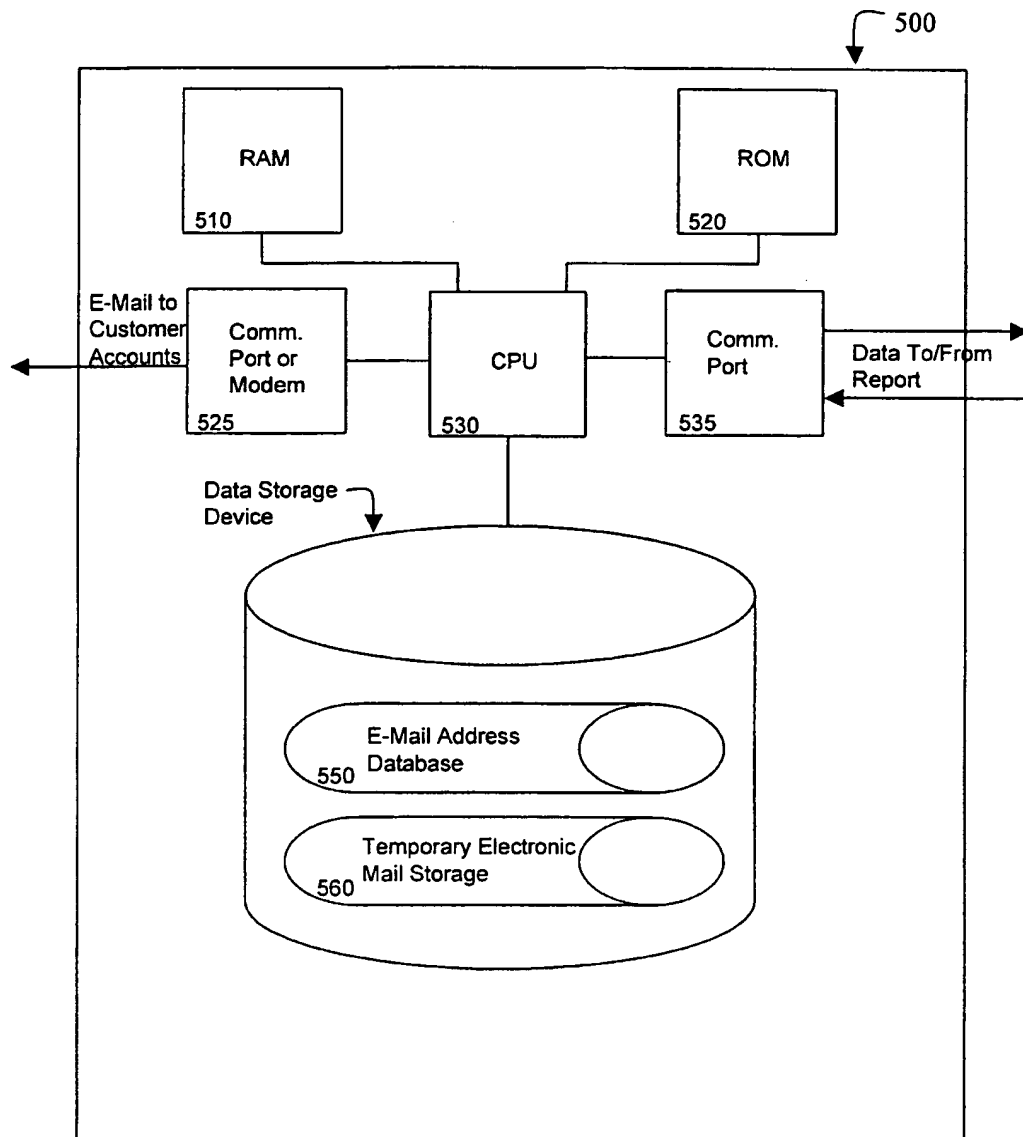 500
RAM
510
ROM
520
E-Mail to
Customer
Accounts
Comm.
Port or
Modem
525
CPU
530
Comm.
Port
535
Data To/From
Report
Data Storage
Device
E-Mail Address
Database
550
Temporary Electronic
Mail Storage
560